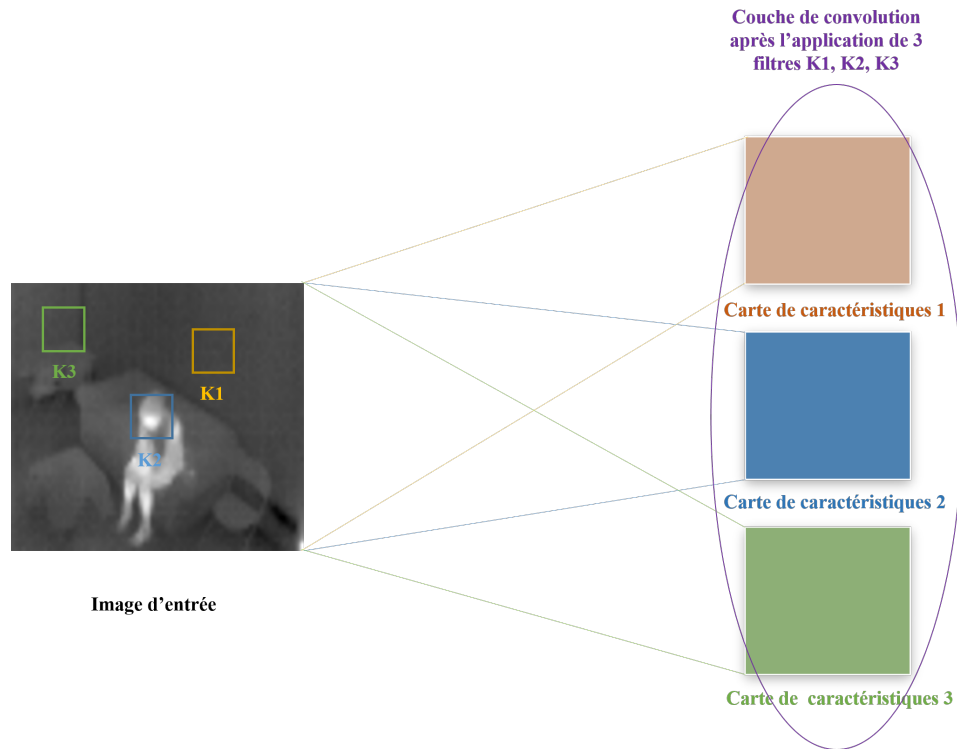 Couche de convolution
après l'application de 3
filtres K1, K2, K3
Carte de caractéristiques 1
K3
K1
K2
Carte de caractéristiques 2
Image d'entrée
Carte de caractéristiques 3